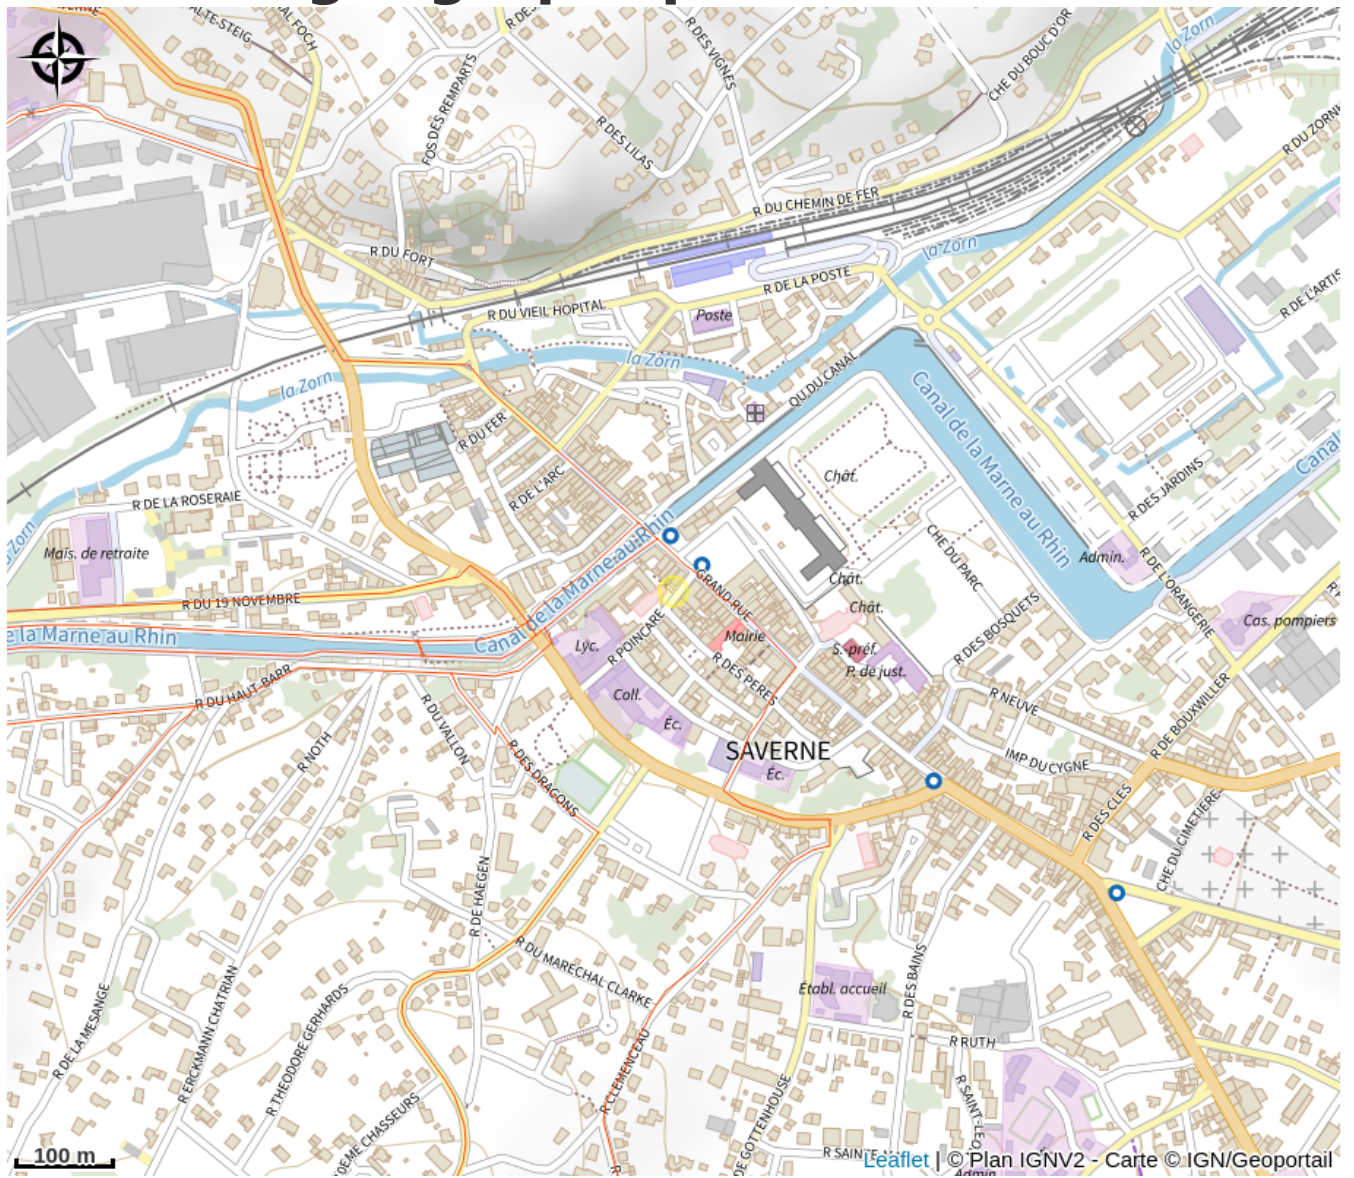 ALTE-STEIG
AL FOCH
R DES
R DES VIGNES
CHE DU BOUC D'OR
la Zorn
FOS DES REMPARTS
R DES LILAS
R DU ZORN
R DU CHEMIN DE FER
R DU FORT
la Zorn
R DE LA POSTE
R DE L'ARTIS
R DU VIEIL HOPITAL
Poste
la Zorn
la Zorn
QU DU CANAL
Canal de la Marne au Rhin
R DU FER
Canal
Chât.
R DE L'ARC
R DE LA ROSERAIE
R DES JARDINS
Zorn
Mais. de retraite
CHE DU PARC
Admin.
R DE L'ORANGERIE
Canal de la Marne au Rhin
GRAND RUE
Chât.
R DU 19 NOVEMBRE
Chât.
R DES BOSQUETS
Cas. pompiers
e la Marne au Rhin
Lyc.
R POINCARE
Mairie
S.-préf.
P. de just.
R DES PERES
R DU HAUT-BARR
Coll.
R NEUVE
R DE BOUXWILLER
R DU VALLON
Éc.
R NOTH
R DES DRAGONS
SAVERNE
Éc.
IMP DU CYGNE
R DES CLES
CHE DU CIMETIERE
R DE HAEGEN
R DU MARECHAL CLARKE
R DES BAINS
Établ. accueil
R DE LA MESANGE
R ERCKMANN CHATRIAN
R THEODORE GERHARDS
R RUTH
R CLEMENCEAU
DE GOTTENHOUSE
R SAINT-LE
DEME CHASSEURS
R SAINTE-
100 m
Admin
Leaflet | © Plan IGNV2 - Carte © IGN/Geoportail